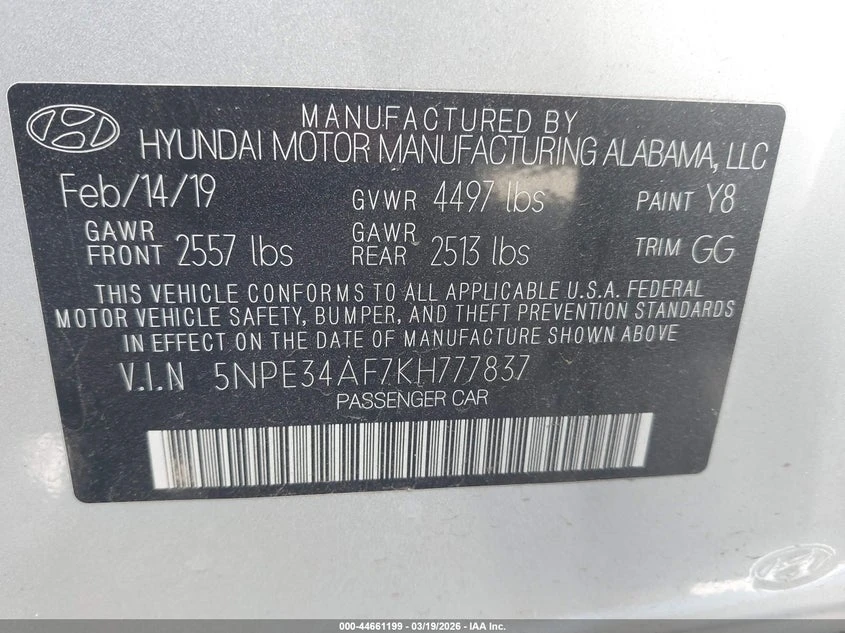 MANUFACTURED BY
HYUNDAI MOTOR MANUFACTURING ALABAMA, LLC
Feb/14/19 GVWR 4497 lbs PAINT Y8
GAWR FRONT 2557 lbs GAWR REAR 2513 lbs TRIM GG
THIS VEHICLE CONFORMS TO ALL APPLICABLE U.S.A. FEDERAL
MOTOR VEHICLE SAFETY, BUMPER, AND THEFT PREVENTION STANDARDS
IN EFFECT ON THE DATE OF MANUFACTURE SHOWN ABOVE
V.I.N 5NPE34AF7KH777837
PASSENGER CAR
000-44661199 | 03/19/2026 | IAA Inc.